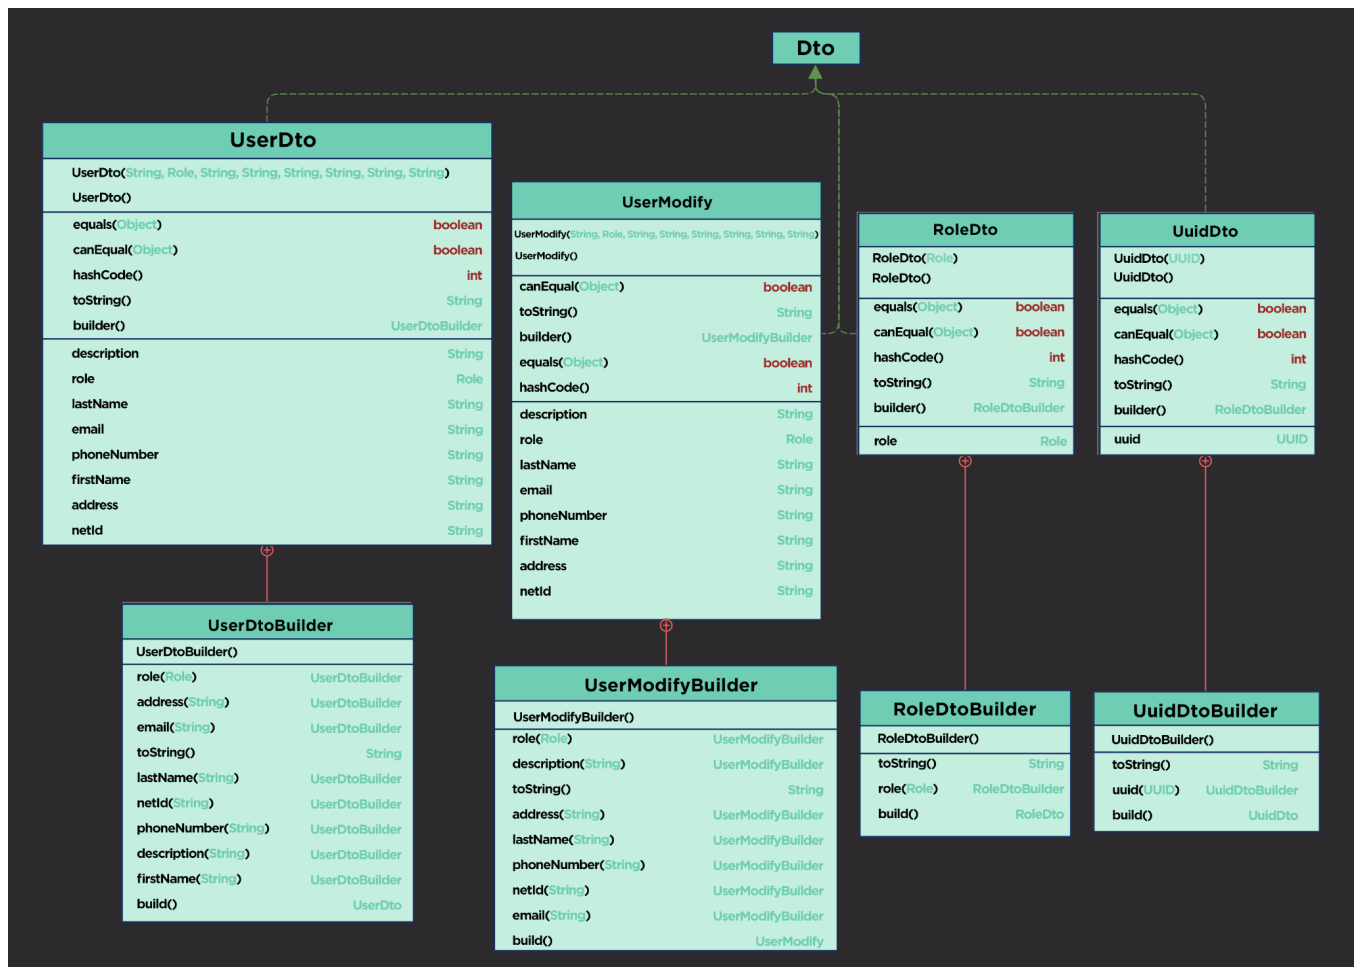 Dto
UserDto
UserDto(String, Role, String, String, String, String, String, String)
UserDto()
equals(Object) boolean
canEqual(Object) boolean
hashCode() int
toString() String
builder() UserDtoBuilder
description String
role Role
lastName String
email String
phoneNumber String
firstName String
address String
netId String
UserModify
UserModify(String, Role, String, String, String, String, String, String)
UserModify()
canEqual(Object) boolean
toString() String
builder() UserModifyBuilder
equals(Object) boolean
hashCode() int
description String
role Role
lastName String
email String
phoneNumber String
firstName String
address String
netId String
RoleDto
RoleDto(Role)
RoleDto()
equals(Object) boolean
canEqual(Object) boolean
hashCode() int
toString() String
builder() RoleDtoBuilder
role Role
UuidDto
UuidDto(UUID)
UuidDto()
equals(Object) boolean
canEqual(Object) boolean
hashCode() int
toString() String
builder() RoleDtoBuilder
uuid UUID
UserDtoBuilder
UserDtoBuilder()
role(Role) UserDtoBuilder
address(String) UserDtoBuilder
email(String) UserDtoBuilder
toString() String
lastName(String) UserDtoBuilder
netId(String) UserDtoBuilder
phoneNumber(String) UserDtoBuilder
description(String) UserDtoBuilder
firstName(String) UserDtoBuilder
build() UserDto
UserModifyBuilder
UserModifyBuilder()
role(Role) UserModifyBuilder
description(String) UserModifyBuilder
toString() String
address(String) UserModifyBuilder
lastName(String) UserModifyBuilder
phoneNumber(String) UserModifyBuilder
netId(String) UserModifyBuilder
email(String) UserModifyBuilder
build() UserModify
RoleDtoBuilder
RoleDtoBuilder()
toString() String
role(Role) RoleDtoBuilder
build() RoleDto
UuidDtoBuilder
UuidDtoBuilder()
toString() String
uuid(UUID) UuidDtoBuilder
build() UuidDto